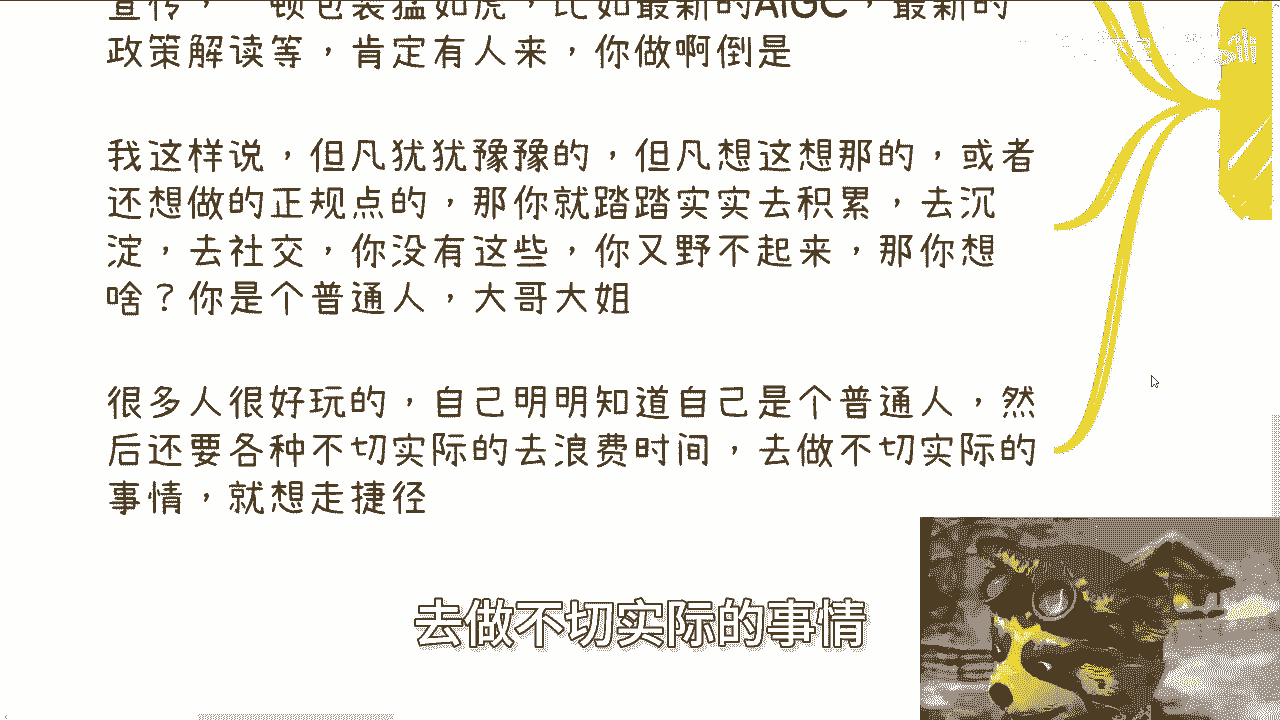 宣传，一顿包装猛如虎，比如最新的AIGC，最新的
政策解读等，肯定有人来，你做啊倒是
我这样说，但凡犹犹豫豫的，但凡想这想那的，或者
还想做的正规点的，那你就踏踏实实去积累，去沉
淀，去社交，你没有这些，你又野不起来，那你想
啥？你是个普通人，大哥大姐
很多人很好玩的，自己明明知道自己是个普通人，然
后还要各种不切实际的去浪费时间，去做不切实际的
事情，就想走捷径
去做不切实际的事情